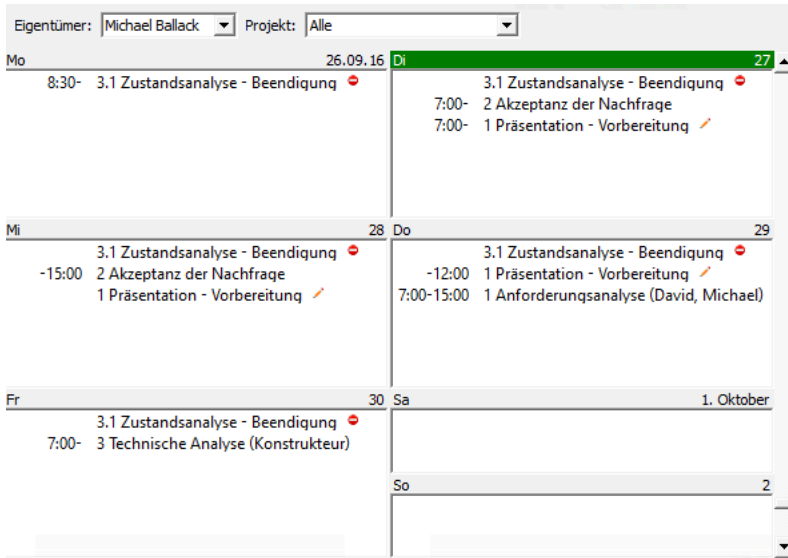 Eigentümer: Michael Ballack Projekt: Alle
Mo 26.09.16
8:30- 3.1 Zustandsanalyse - Beendigung
Di 27
3.1 Zustandsanalyse - Beendigung
7:00- 2 Akzeptanz der Nachfrage
7:00- 1 Präsentation - Vorbereitung
Mi 28
3.1 Zustandsanalyse - Beendigung
-15:00 2 Akzeptanz der Nachfrage
1 Präsentation - Vorbereitung
Do 29
3.1 Zustandsanalyse - Beendigung
-12:00 1 Präsentation - Vorbereitung
7:00-15:00 1 Anforderungsanalyse (David, Michael)
Fr 30
3.1 Zustandsanalyse - Beendigung
7:00- 3 Technische Analyse (Konstrukteur)
Sa 1. Oktober
So 2